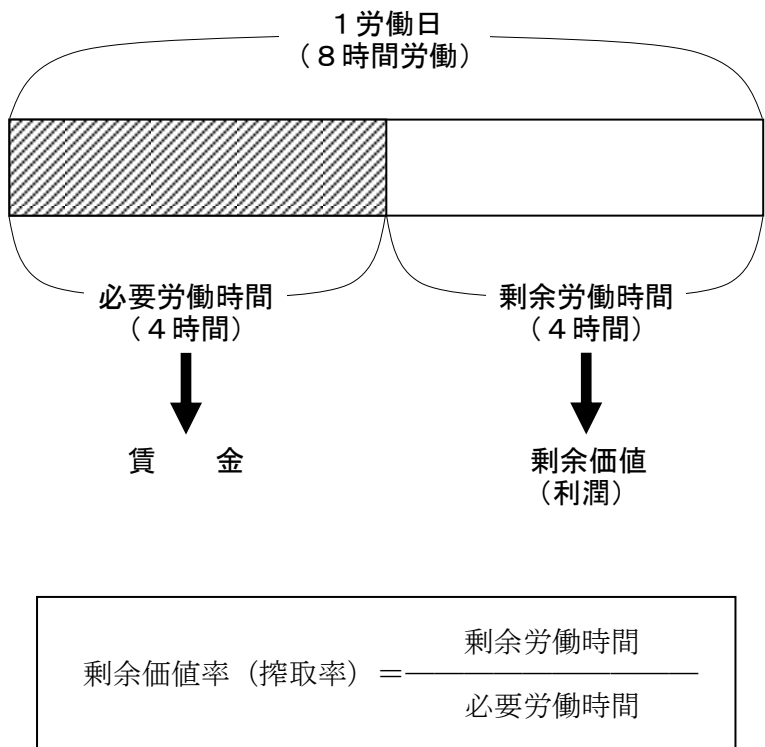 1労働日
(8時間労働)
必要労働時間
(4時間)
剰余労働時間
(4時間)
賃　金
剰余価値
(利潤)
剰余労働時間
剰余価値率（搾取率）＝――――――――――
必要労働時間